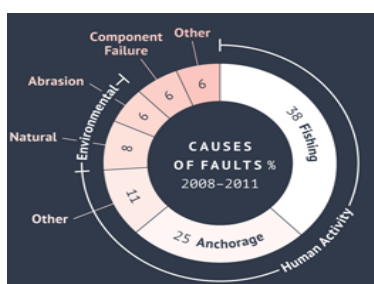 CAUSES
OF FAULTS %
2008–2011
38 Fishing
25 Anchorage
11
Other
8
Natural
6
Abrasion
6
Component
Failure
6
Other
Environmental
Human Activity